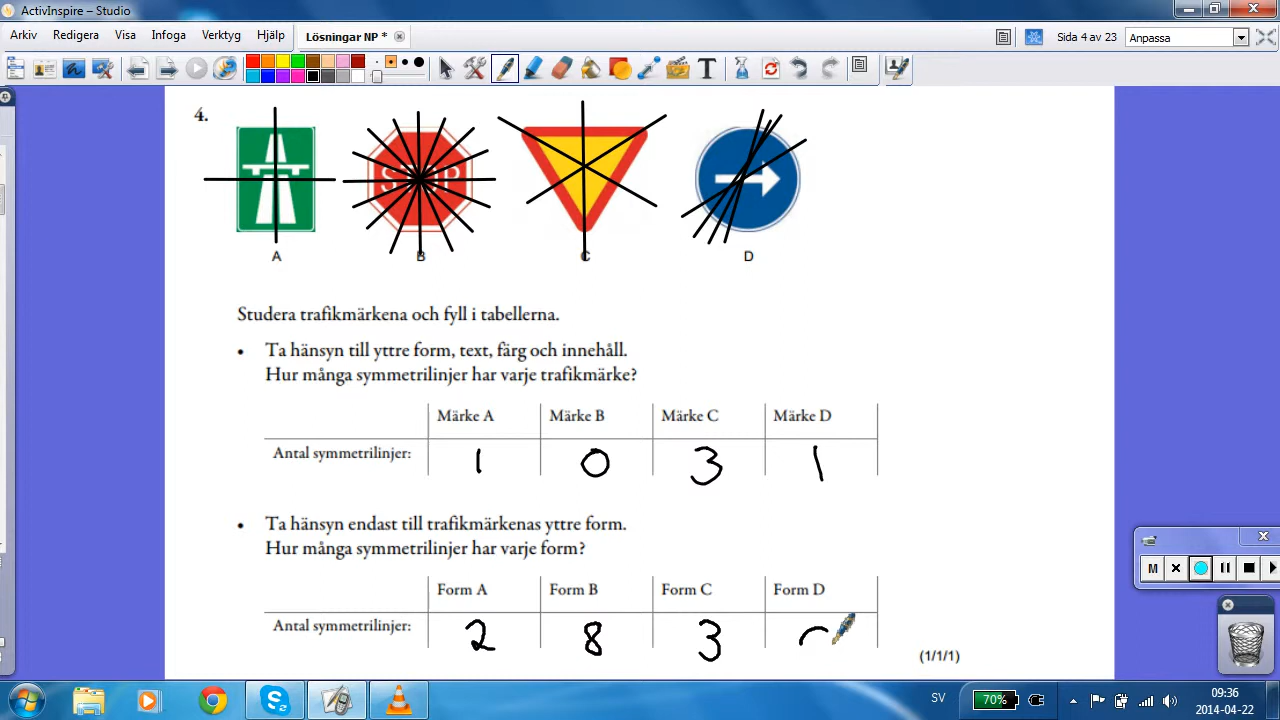 ActivInspire – Studio
Arkiv Redigera Visa Infoga Verktyg Hjälp
Lösningar NP *
Sida 4 av 23
Anpassa
4.
STOP
A B C D
Studera trafikmärkena och fyll i tabellerna.
• Ta hänsyn till yttre form, text, färg och innehåll.
Hur många symmetrilinjer har varje trafikmärke?
Märke A Märke B Märke C Märke D
Antal symmetrilinjer: 1 0 3 1
• Ta hänsyn endast till trafikmärkenas yttre form.
Hur många symmetrilinjer har varje form?
Form A Form B Form C Form D
Antal symmetrilinjer: 2 8 3
(1/1/1)
M
SV
70%
09:36
2014-04-22